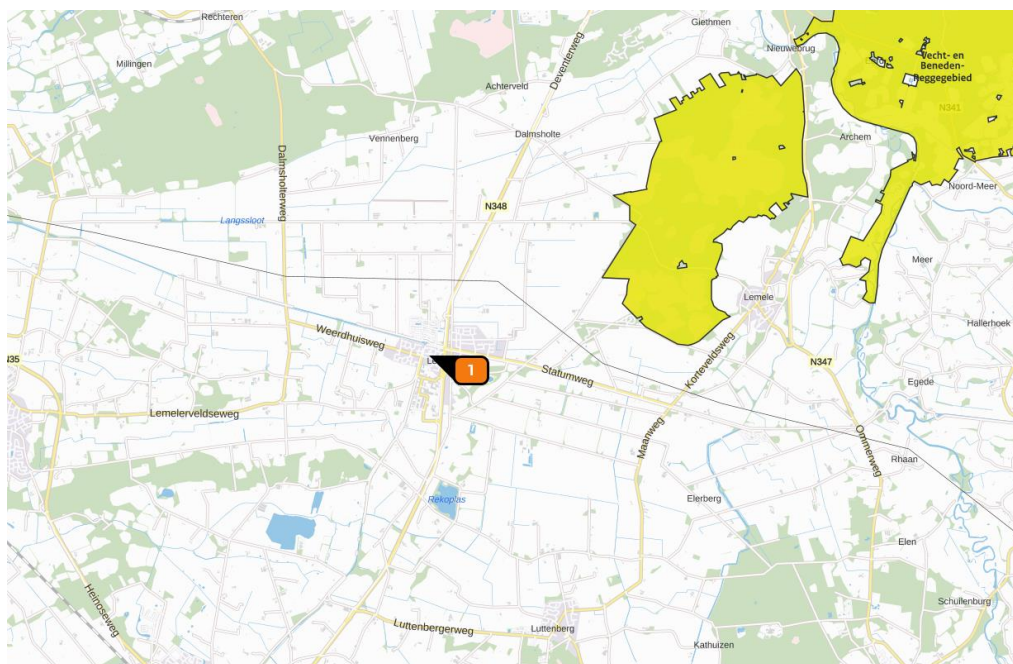 Rechteren
Giethmen
Nieuwebrug
Millingen
Vecht- en
Beneden-
Reggegebied
Achterveld
Deventerweg
N341
Dalmsholte
Vennenberg
Archem
Dalmsholterweg
Noord-Meer
N348
Langssloot
Meer
Lemele
Hallerhoek
Weerdhuisweg
N35
1
Statumweg
Korteveldsweg
N347
Egede
Lemelerveldseweg
Maanweg
Ommerweg
Rhaan
Rekoplas
Elerberg
Elen
Heinoseweg
Schuilenburg
Luttenbergerweg
Luttenberg
Kathuizen